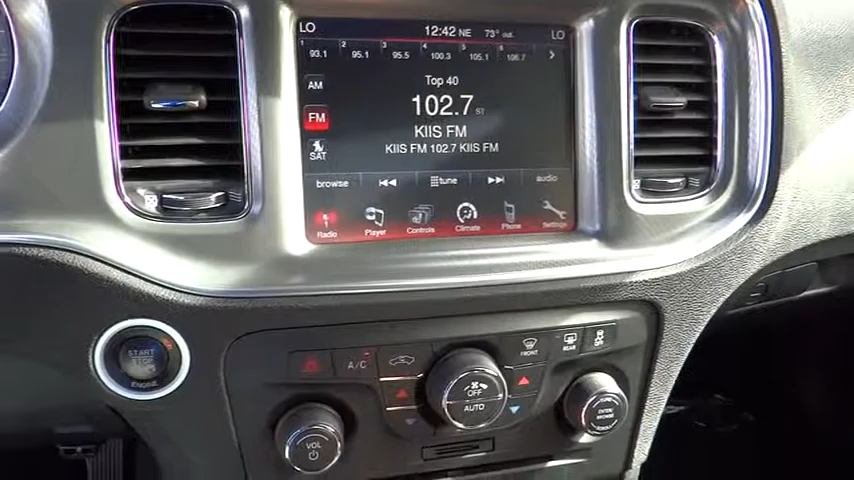 LO 12:42 NE 73° out LO
1 93.1 2 95.1 3 95.5 4 100.3 5 105.1 6 106.7
AM
Top 40
FM
102.7 ST
KIIS FM
SAT
KIIS FM 102.7 KIIS FM
browse tune audio
Radio Player Controls Climate Phone Settings
START
STOP
ENGINE
A/C
FRONT
REAR
OFF
AUTO
VOL
ENTER
BROWSE
SCROLL